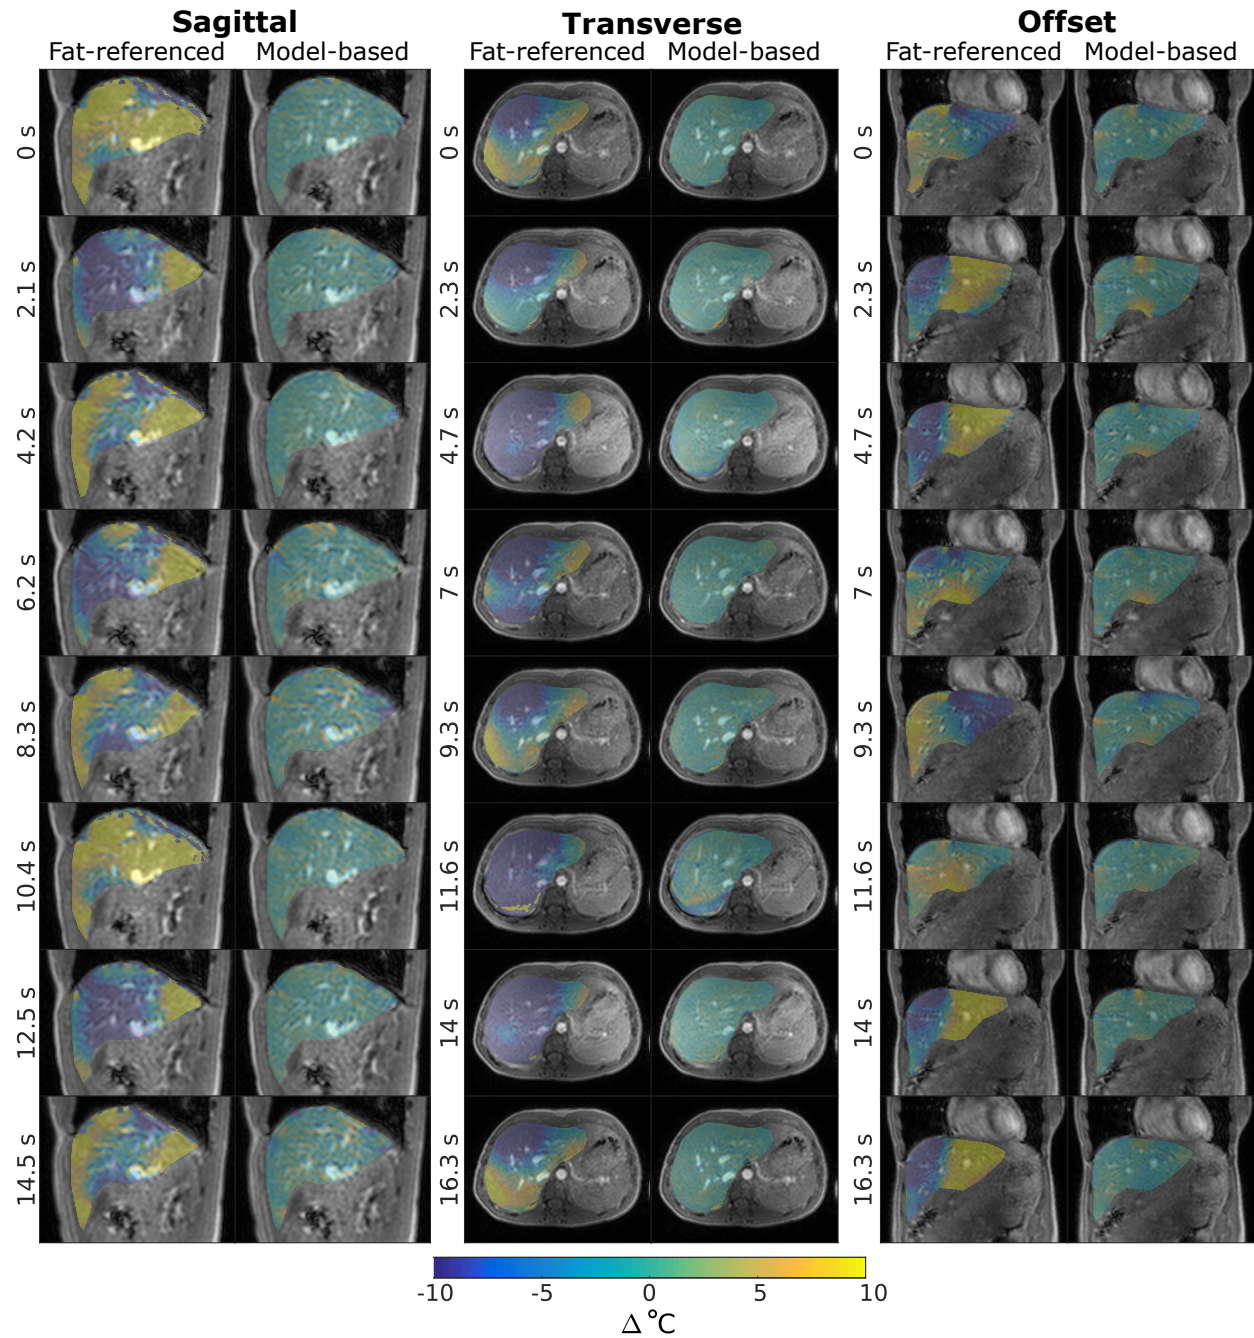 Sagittal Transverse Offset
Fat-referenced Model-based Fat-referenced Model-based Fat-referenced Model-based
0 s 0 s 0 s
2.1 s 2.3 s 2.3 s
4.2 s 4.7 s 4.7 s
6.2 s 7 s 7 s
8.3 s 9.3 s 9.3 s
10.4 s 11.6 s 11.6 s
12.5 s 14 s 14 s
14.5 s 16.3 s 16.3 s
-10 -5 0 5 10
Δ °C